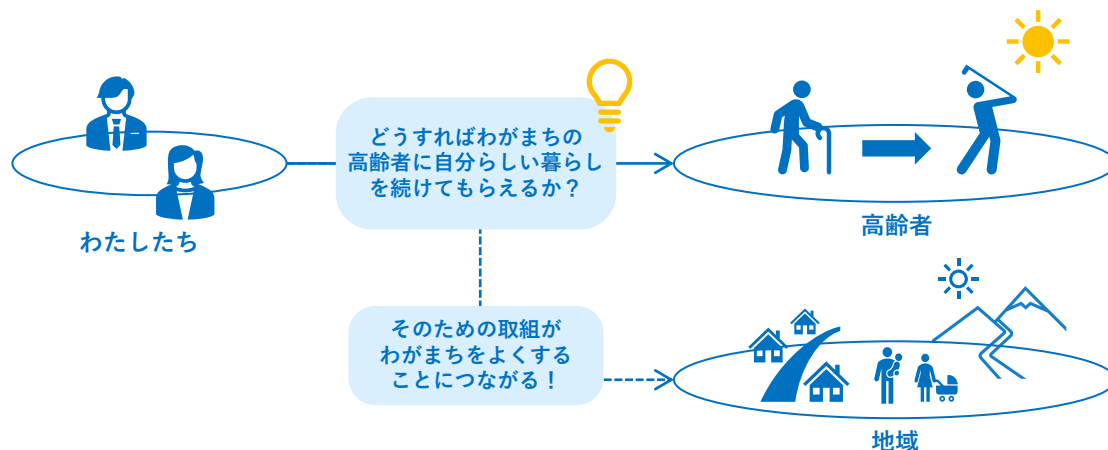 どうすればわがまちの
高齢者に自分らしい暮らし
を続けてもらえるか？
わたしたち
高齢者
そのための取組が
わがまちをよくする
ことにつながる！
地域